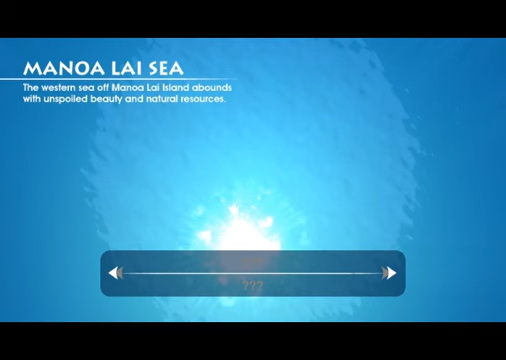 MANOA LAI SEA
The western sea off Manoa Lai Island abounds
with unspoiled beauty and natural resources.
???